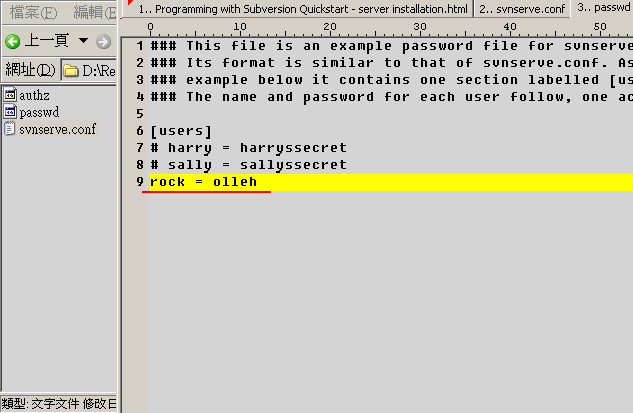 檔案(F) 編輯(E
上一頁
網址(D) D:\Re
authz
passwd
svnserve.conf
類型: 文字文件 修改日
1.. Programming with Subversion Quickstart - server installation.html 2.. svnserve.conf 3.. passwd
0 10 20 30 40 50
1 ### This file is an example password file for svnserve
2 ### Its format is similar to that of svnserve.conf. As
3 ### example below it contains one section labelled [us
4 ### The name and password for each user follow, one ac
5
6 [users]
7 # harry = harryssecret
8 # sally = sallyssecret
9 rock = olleh